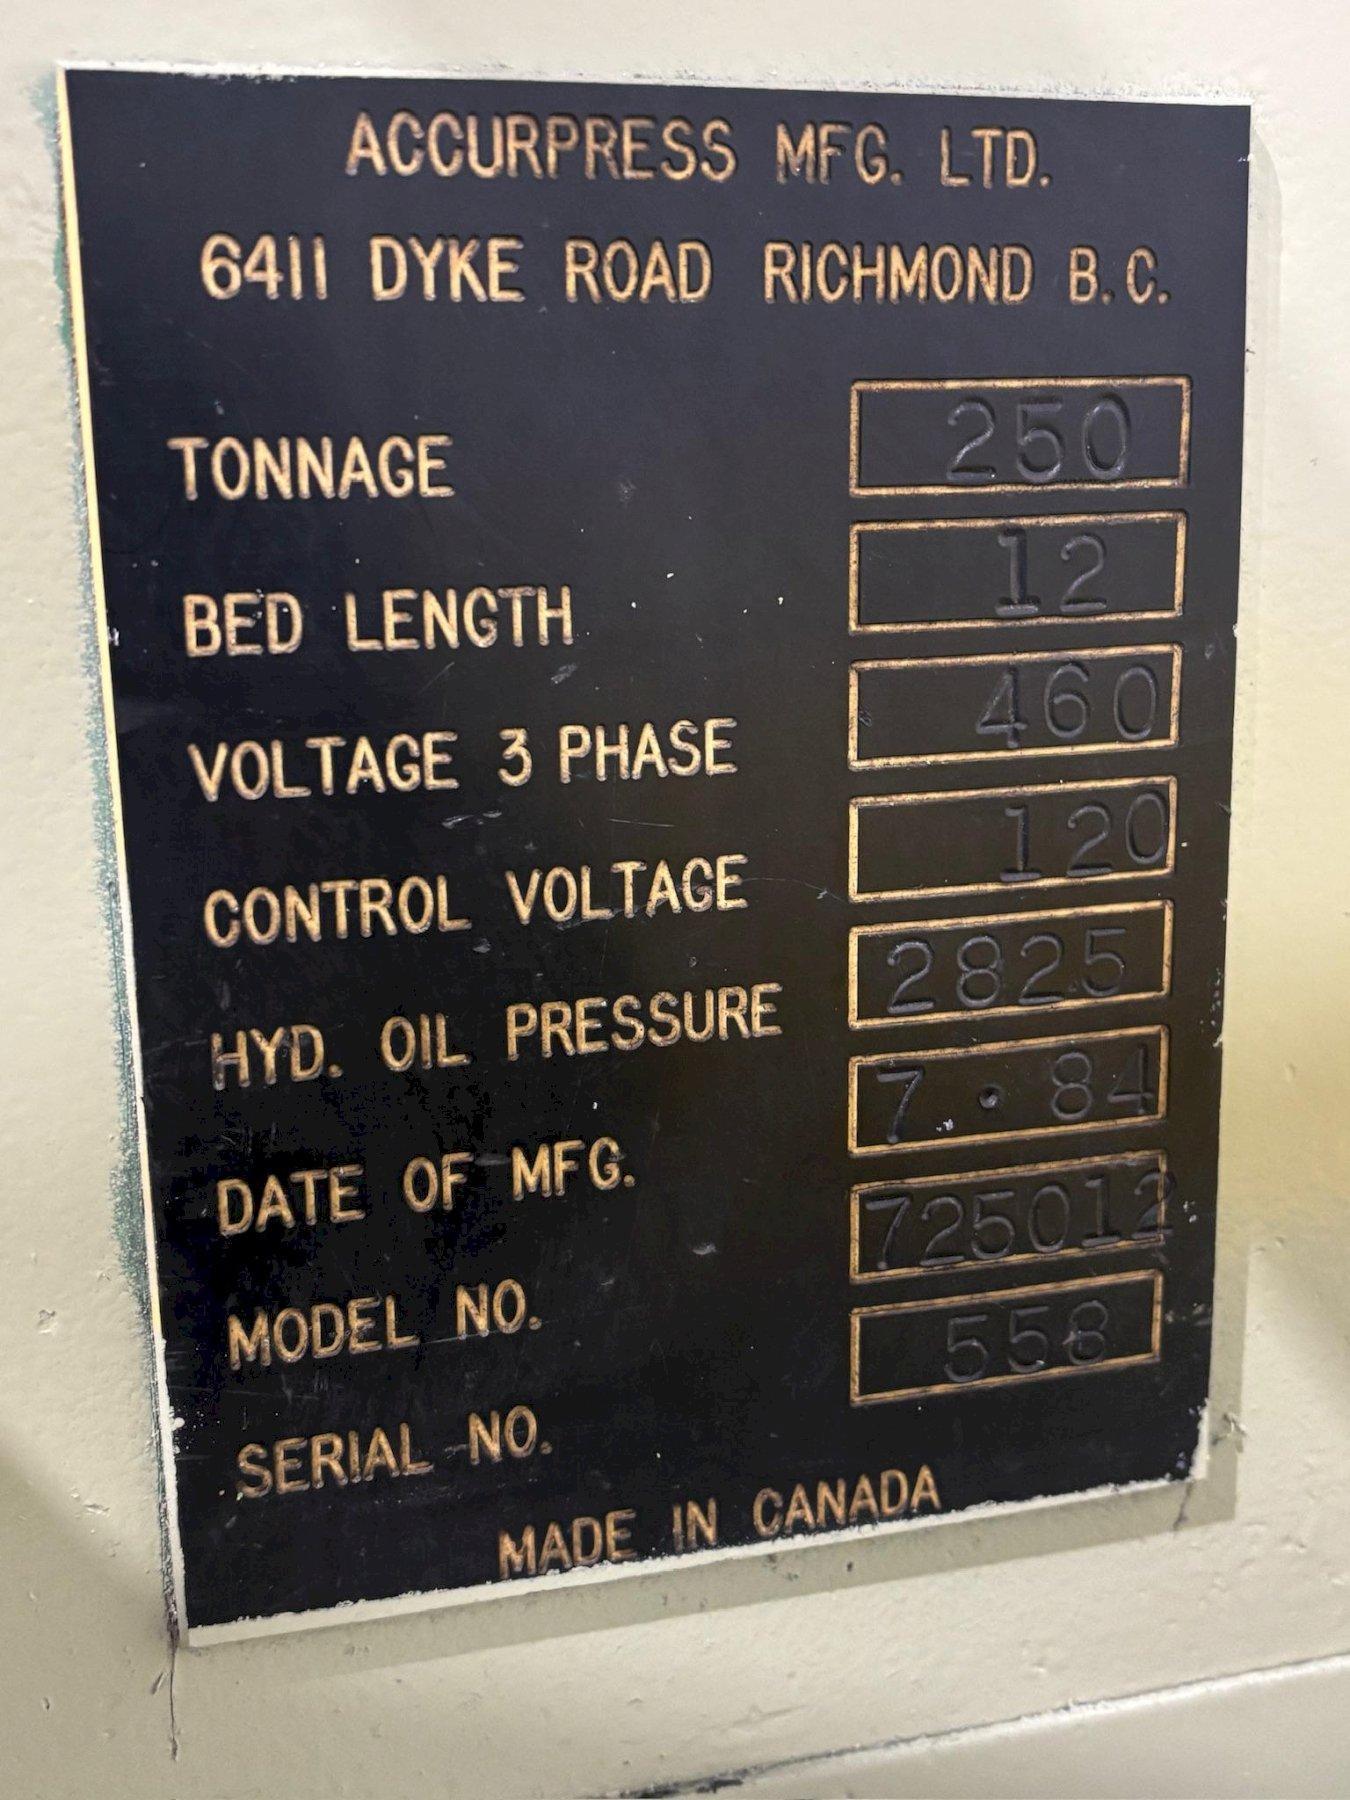 ACCURPRESS MFG. LTD.
6411 DYKE ROAD RICHMOND B.C.
TONNAGE 250
BED LENGTH 12
VOLTAGE 3 PHASE 460
CONTROL VOLTAGE 120
HYD. OIL PRESSURE 2825
DATE OF MFG. 7 · 84
MODEL NO. 725012
SERIAL NO. 558
MADE IN CANADA